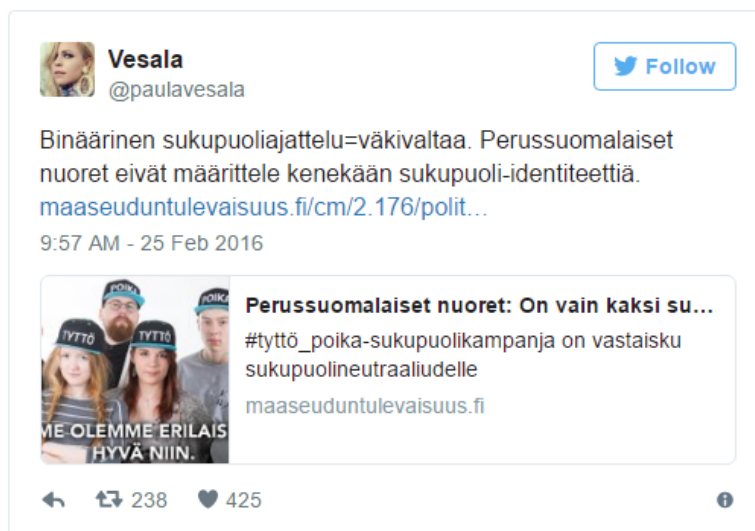 Vesala
@paulavesala
Follow
Binäärinen sukupuoliajattelu=väkivaltaa. Perussuomalaiset
nuoret eivät määrittele kenekään sukupuoli-identiteettiä.
maaseuduntulevaisuus.fi/cm/2.176/polit…
9:57 AM - 25 Feb 2016
POIKA
POIKA
TYTTÖ
TYTTÖ
ME OLEMME ERILAIS
HYVÄ NIIN.
Perussuomalaiset nuoret: On vain kaksi su...
#tyttö_poika-sukupuolikampanja on vastaisku
sukupuolineutraaliudelle
maaseuduntulevaisuus.fi
238
425